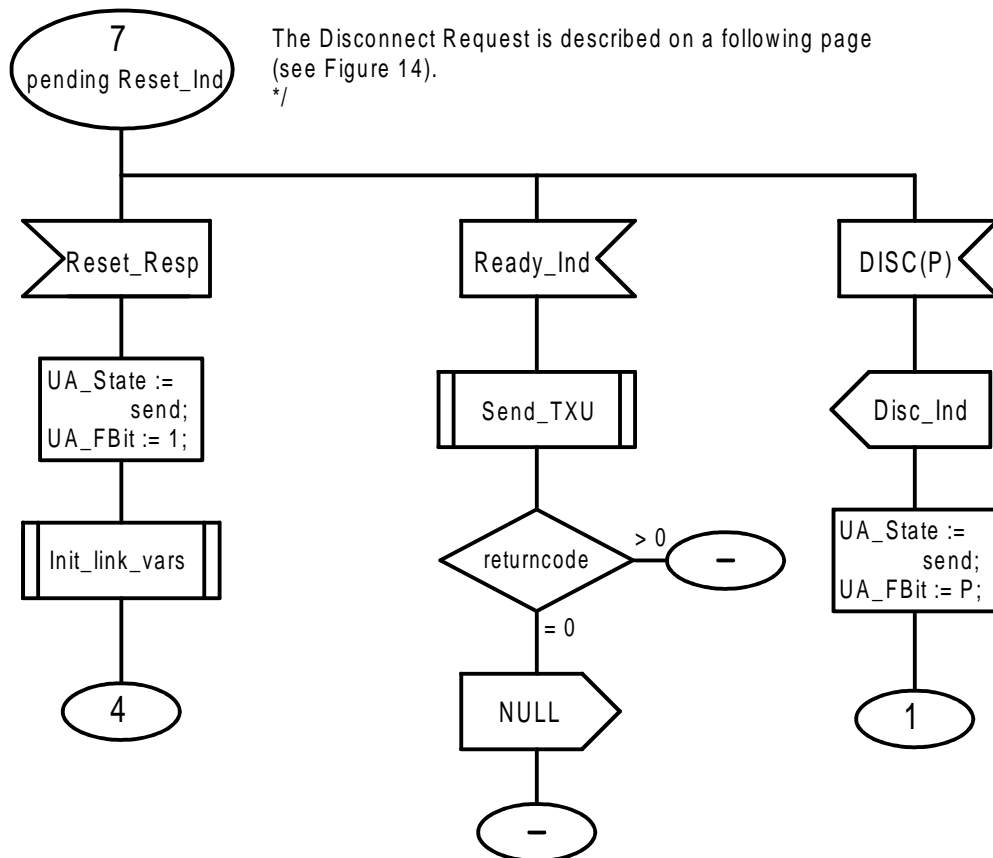 7
pending Reset_Ind
The Disconnect Request is described on a following page
(see Figure 14).
*/
Reset_Resp
Ready_Ind
DISC(P)
UA_State :=
send;
UA_FBit := 1;
Send_TXU
Disc_Ind
Init_link_vars
returncode
> 0
–
= 0
UA_State :=
send;
UA_FBit := P;
4
NULL
1
–